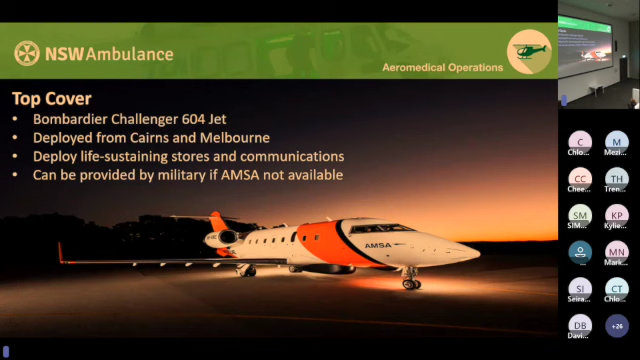 NSW Ambulance
Aeromedical Operations
Top Cover
• Bombardier Challenger 604 Jet
• Deployed from Cairns and Melbourne
• Deploy life-sustaining stores and communications
• Can be provided by military if AMSA not available
AMSA
C
Chlo...
M
Mezi...
CC
Chee...
TH
Tren...
SM
SIM...
KP
Kylie...
MN
Mark...
SI
Seira...
CT
Chlo...
DB
Davi...
+26